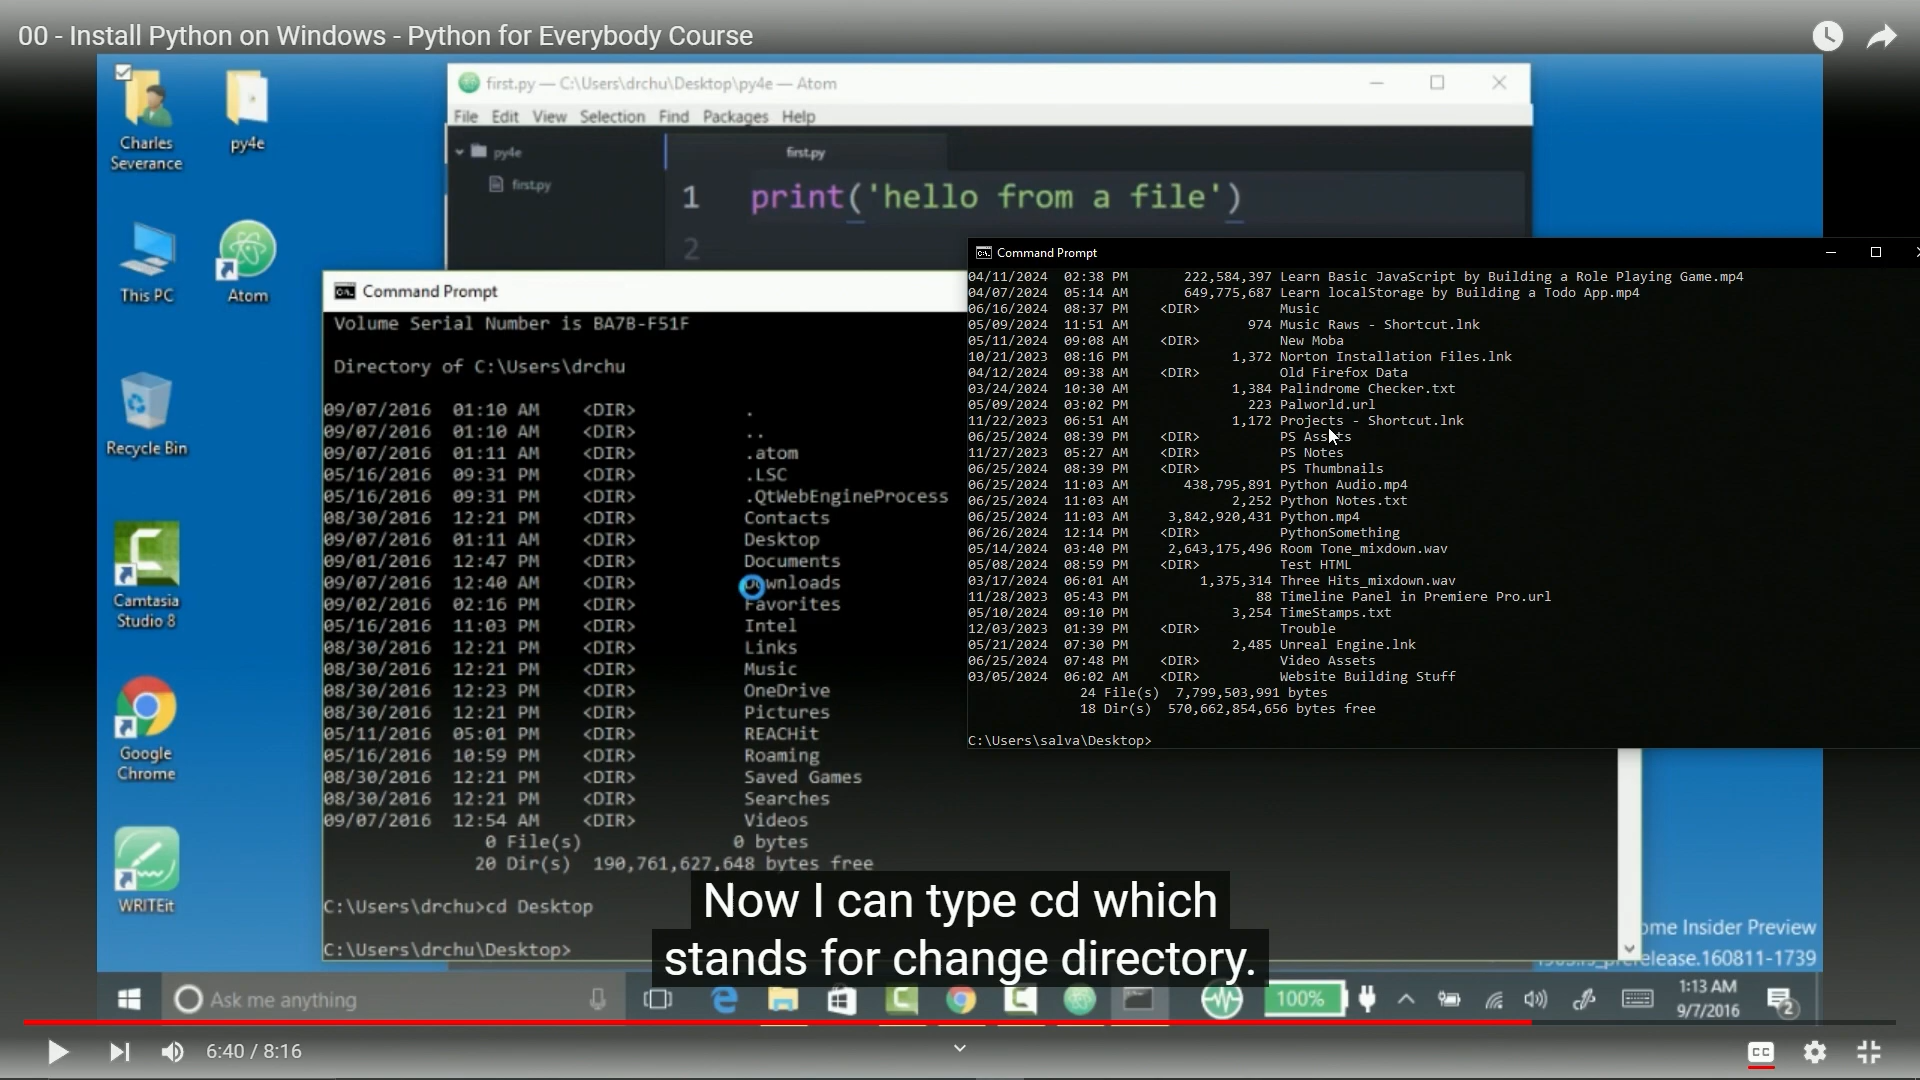 00 - Install Python on Windows - Python for Everybody Course
Charles
Severance
py4e
This PC
Atom
Recycle Bin
Camtasia
Studio 8
Google
Chrome
WRITEit
first.py — C:\Users\drchu\Desktop\py4e — Atom
File Edit View Selection Find Packages Help
py4e
first.py
first.py
1 print('hello from a file')
2
Command Prompt
Volume Serial Number is BA7B-F51F
Directory of C:\Users\drchu
09/07/2016 01:10 AM <DIR> .
09/07/2016 01:10 AM <DIR> ..
09/07/2016 01:11 AM <DIR> .atom
05/16/2016 09:31 PM <DIR> .LSC
05/16/2016 09:31 PM <DIR> .QtWebEngineProcess
08/30/2016 12:21 PM <DIR> Contacts
09/07/2016 01:11 AM <DIR> Desktop
09/01/2016 12:47 PM <DIR> Documents
09/07/2016 12:40 AM <DIR> Downloads
09/02/2016 02:16 PM <DIR> Favorites
05/16/2016 11:03 PM <DIR> Intel
08/30/2016 12:21 PM <DIR> Links
08/30/2016 12:21 PM <DIR> Music
08/30/2016 12:23 PM <DIR> OneDrive
08/30/2016 12:21 PM <DIR> Pictures
05/11/2016 05:01 PM <DIR> REACHit
05/16/2016 10:59 PM <DIR> Roaming
08/30/2016 12:21 PM <DIR> Saved Games
08/30/2016 12:21 PM <DIR> Searches
09/07/2016 12:54 AM <DIR> Videos
0 File(s) 0 bytes
20 Dir(s) 190,761,627,648 bytes free
C:\Users\drchu>cd Desktop
C:\Users\drchu\Desktop>
Command Prompt
04/11/2024 02:38 PM 222,584,397 Learn Basic JavaScript by Building a Role Playing Game.mp4
04/07/2024 05:14 AM 649,775,687 Learn localStorage by Building a Todo App.mp4
06/16/2024 08:37 PM <DIR> Music
05/09/2024 11:51 AM 974 Music Raws - Shortcut.lnk
05/11/2024 09:08 AM <DIR> New Moba
10/21/2023 08:16 PM 1,372 Norton Installation Files.lnk
04/12/2024 09:38 AM <DIR> Old Firefox Data
03/24/2024 10:30 AM 1,384 Palindrome Checker.txt
05/09/2024 03:02 PM 223 Palworld.url
11/22/2023 06:51 AM 1,172 Projects - Shortcut.lnk
06/25/2024 08:39 PM <DIR> PS Assets
11/27/2023 05:27 AM <DIR> PS Notes
06/25/2024 08:39 PM <DIR> PS Thumbnails
06/25/2024 11:03 AM 438,795,891 Python Audio.mp4
06/25/2024 11:03 AM 2,252 Python Notes.txt
06/25/2024 11:03 AM 3,842,920,431 Python.mp4
06/26/2024 12:14 PM <DIR> PythonSomething
05/14/2024 03:40 PM 2,643,175,496 Room Tone_mixdown.wav
05/08/2024 08:59 PM <DIR> Test HTML
03/17/2024 06:01 AM 1,375,314 Three Hits_mixdown.wav
11/28/2023 05:43 PM 88 Timeline Panel in Premiere Pro.url
05/10/2024 09:10 PM 3,254 TimeStamps.txt
12/03/2023 01:39 PM <DIR> Trouble
05/21/2024 07:30 PM 2,485 Unreal Engine.lnk
06/25/2024 07:48 PM <DIR> Video Assets
03/05/2024 06:02 AM <DIR> Website Building Stuff
24 File(s) 7,799,503,991 bytes
18 Dir(s) 570,662,854,656 bytes free
C:\Users\salva\Desktop>
Now I can type cd which
stands for change directory.
ome Insider Preview
elease.160811-1739
Ask me anything
100%
1:13 AM
9/7/2016
2
6:40 / 8:16
CC